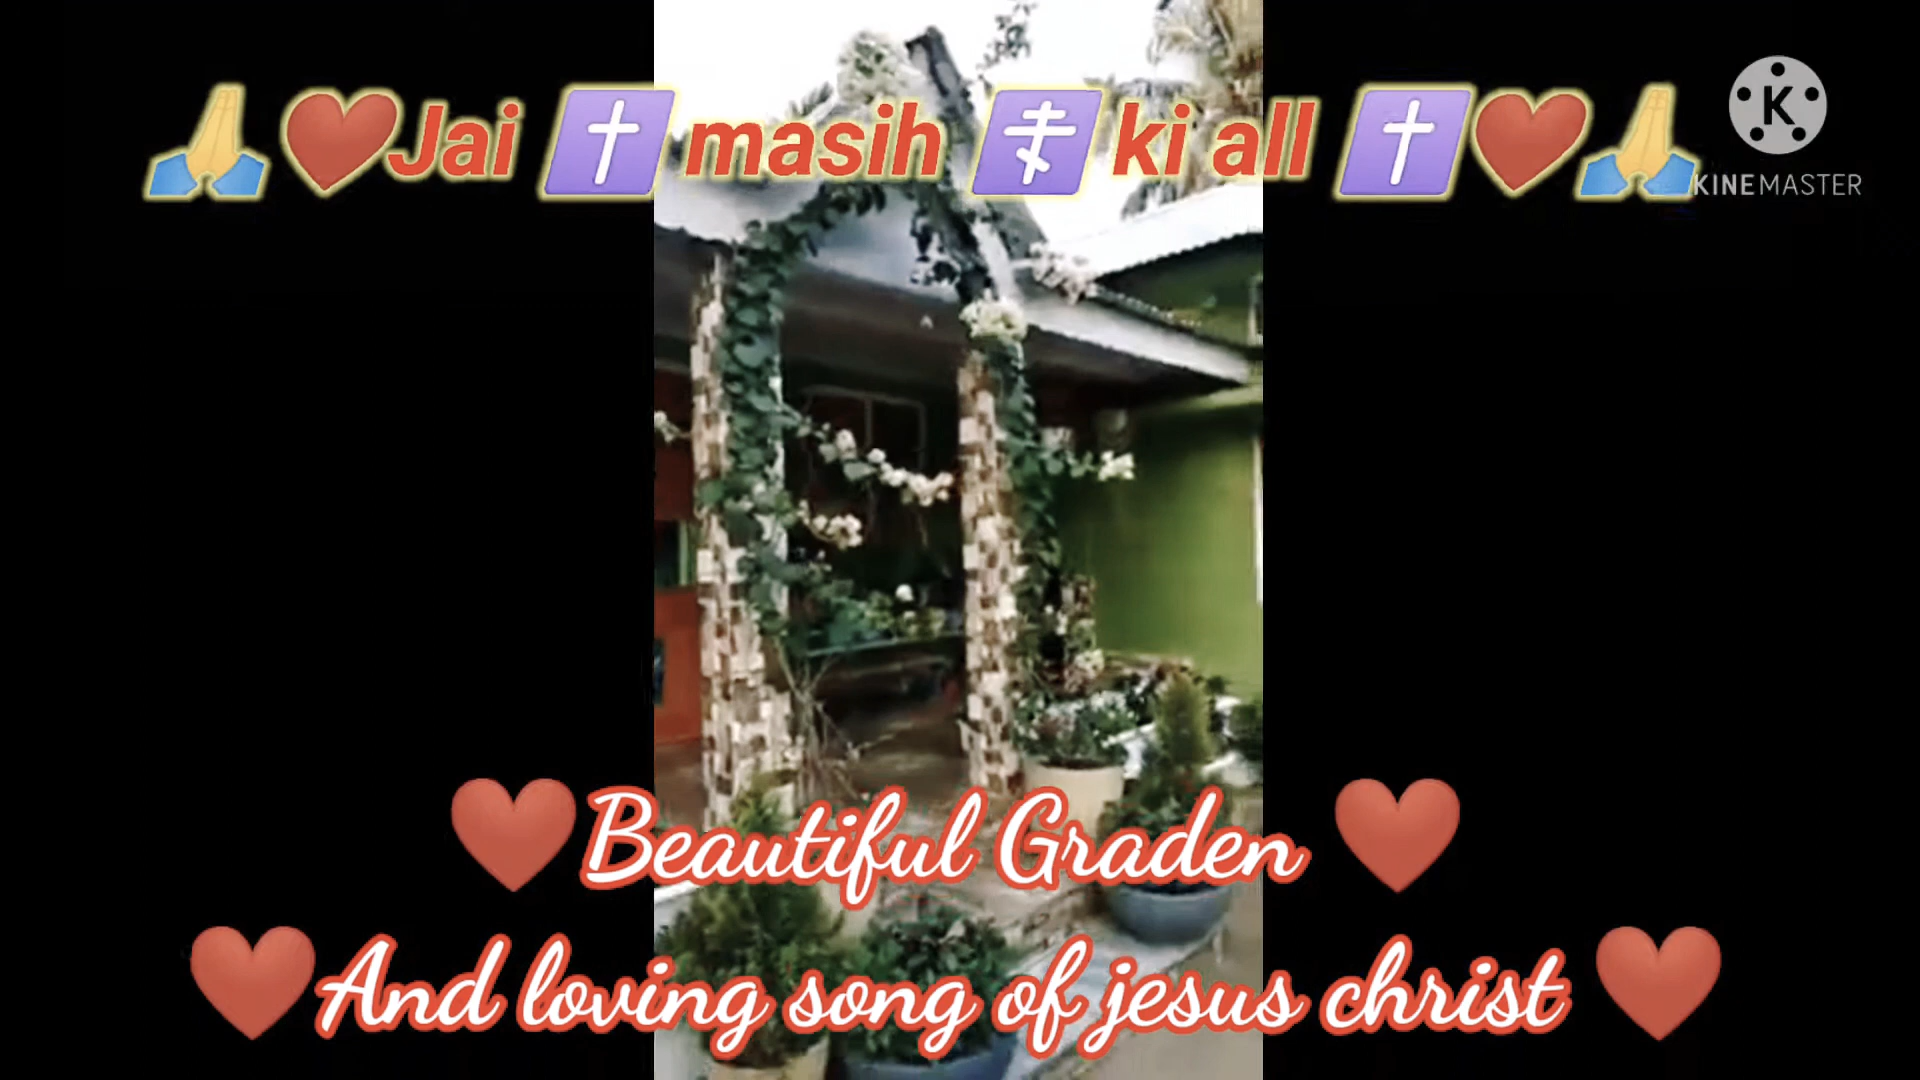 🙏❤️Jai ✝️ masih ☦️ ki all ✝️❤️🙏
KINEMASTER
❤️Beautiful Graden ❤️
❤️And loving song of jesus christ ❤️